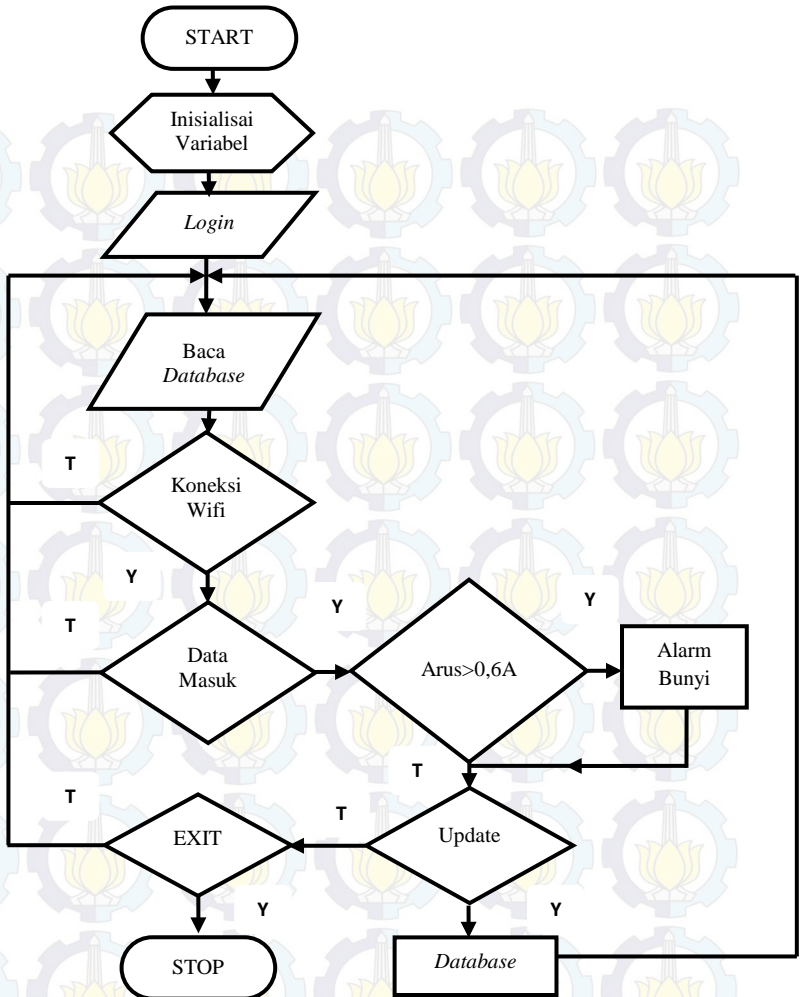 START
Inisialisai
Variabel
Login
Baca
Database
T
Koneksi
Wifi
Y
T
Data
Masuk
Y
Arus>0,6A
Y
Alarm
Bunyi
T
T
EXIT
T
Update
Y
Y
STOP
Database